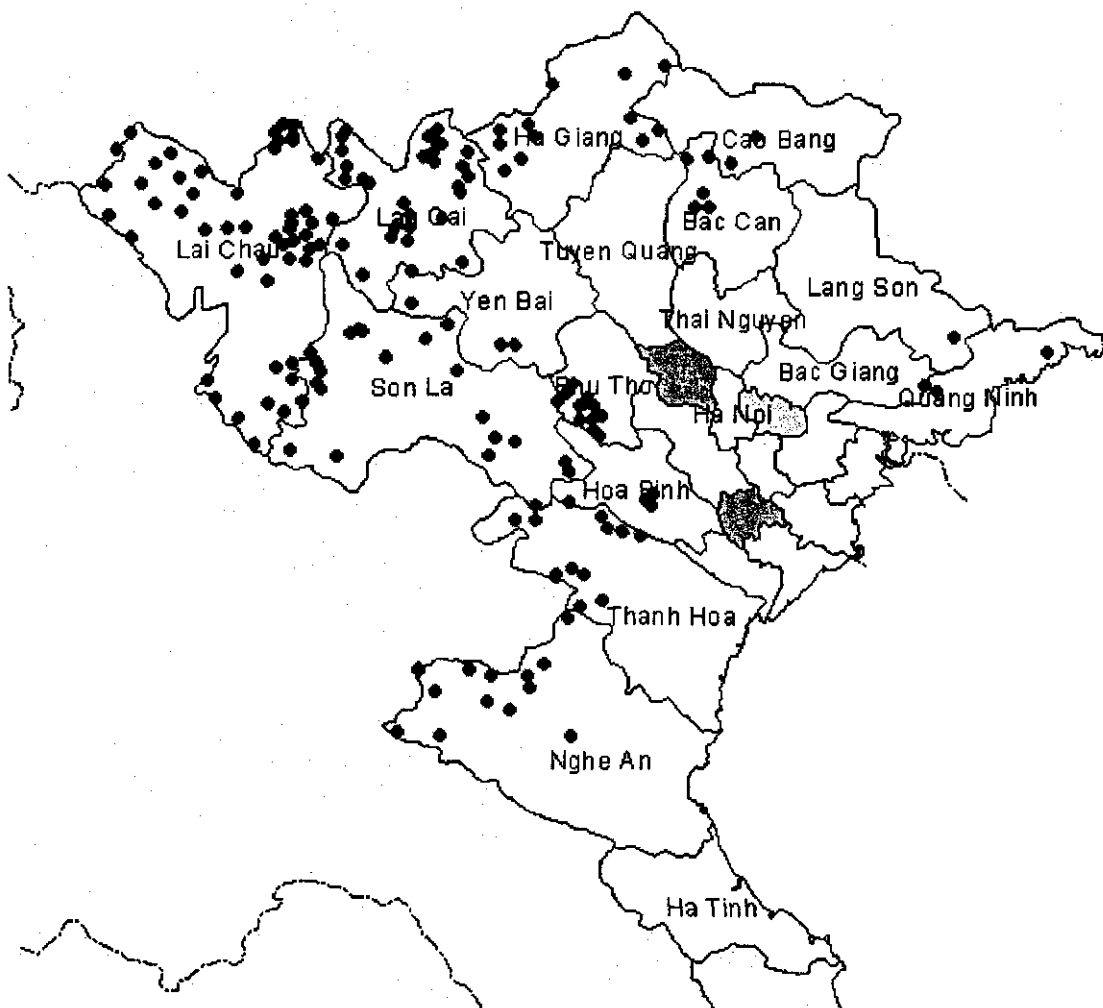 Ha Giang
Cao Bang
Bac Can
Lao Cai
Lai Chau
Tuyen Quang
Lang Son
Yen Bai
Thai Nguyen
Bac Giang
Son La
Phu Tho
Quang Ninh
Ha Noi
Hoa Binh
Thanh Hoa
Nghe An
Ha Tinh